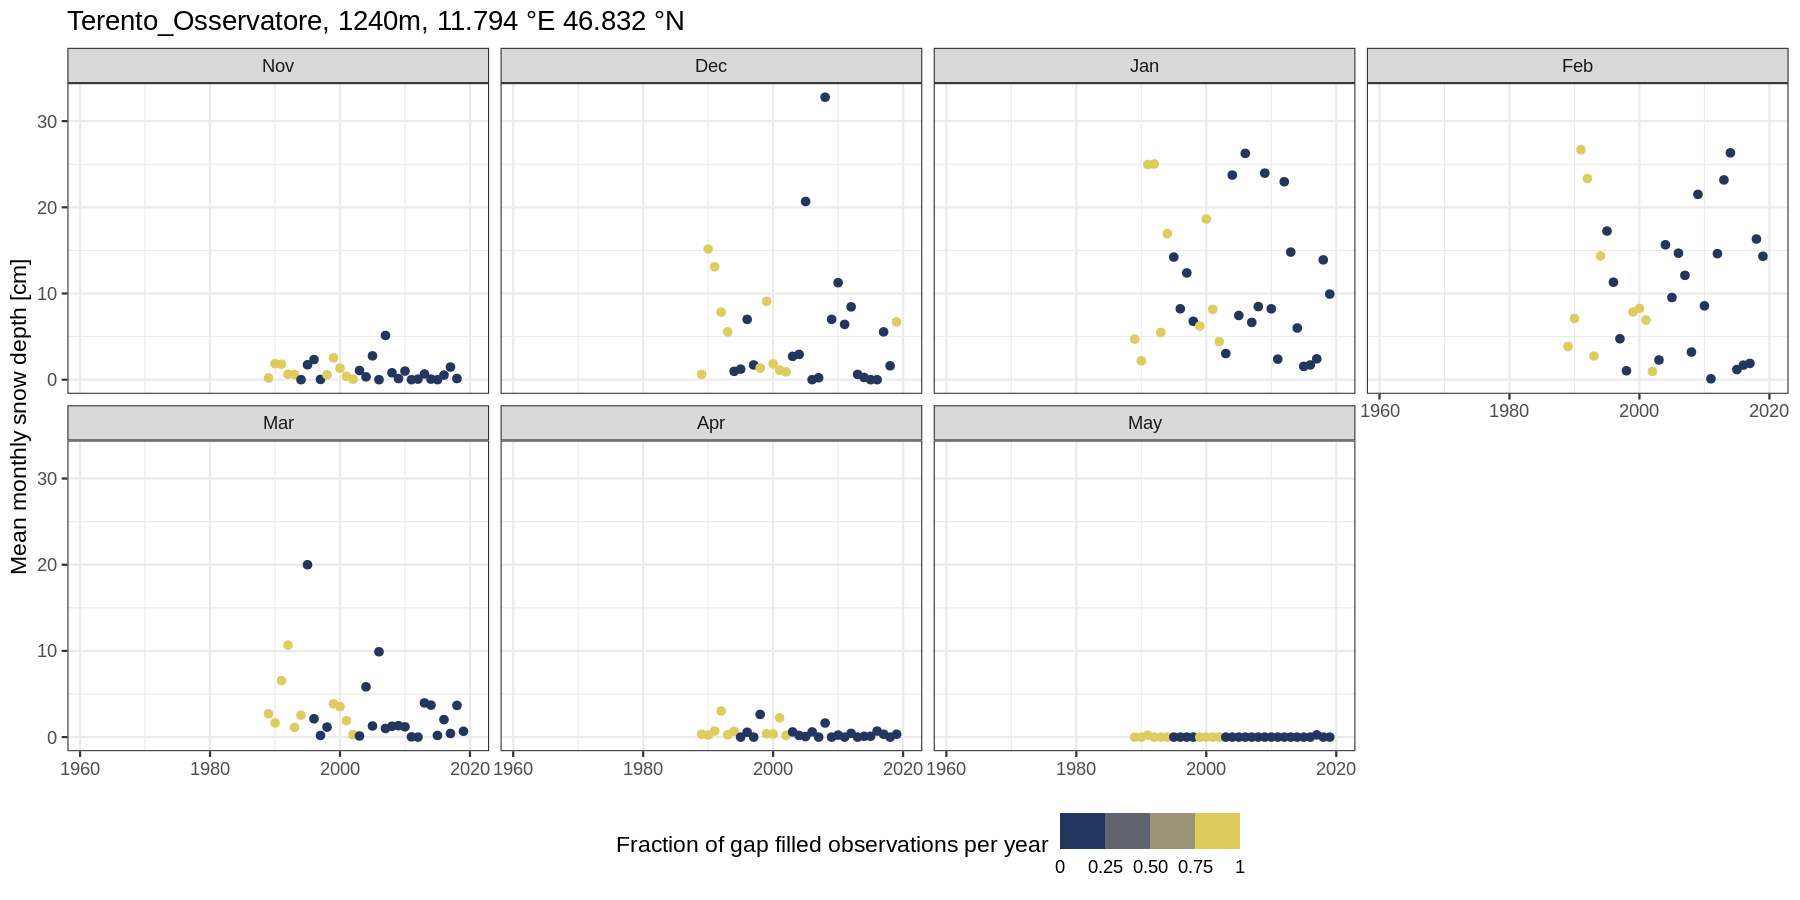 Terento_Osservatore, 1240m, 11.794 °E 46.832 °N
Nov
Dec
Jan
Feb
30
20
10
0
1960
1980
2000
2020
Mean monthly snow depth [cm]
Mar
Apr
May
30
20
10
0
1960
1980
2000
2020
1960
1980
2000
2020
1960
1980
2000
2020
Fraction of gap filled observations per year
0
0.25
0.50
0.75
1